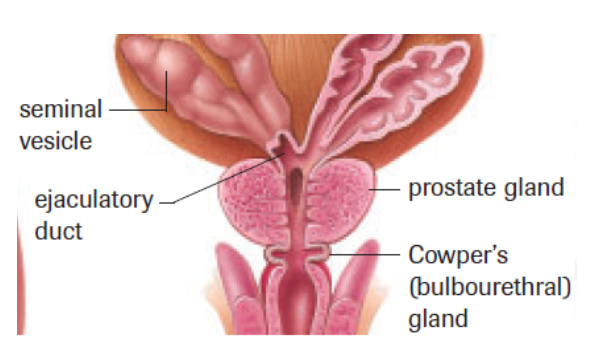 seminal
vesicle
ejaculatory
duct
prostate gland
Cowper's
(bulbourethral)
gland